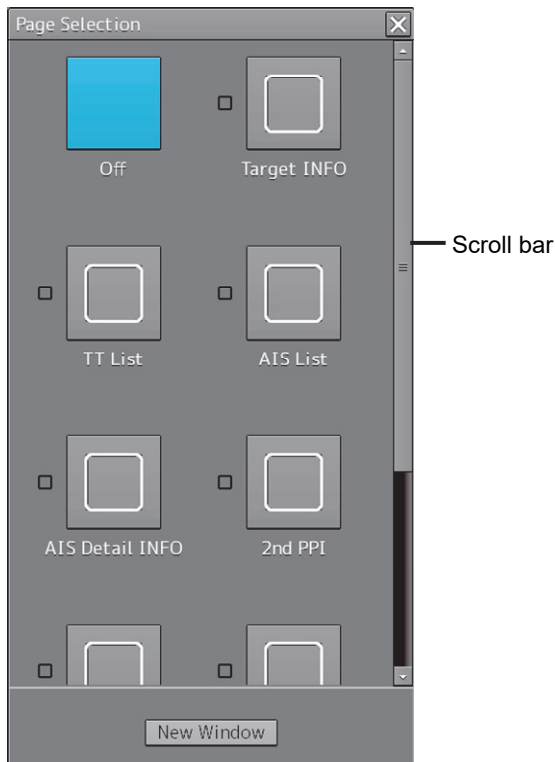 Page Selection
Off
Target INFO
Scroll bar
TT List
AIS List
AIS Detail INFO
2nd PPI
New Window